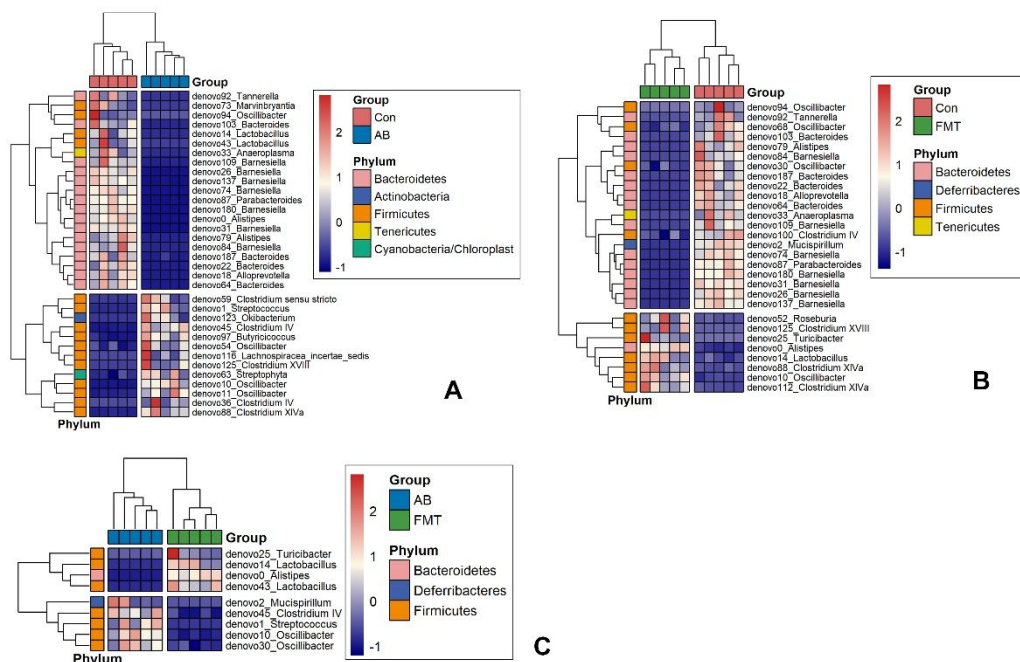 Group
denovo92_Tannerella
denovo73_Marvinbryantia
denovo94_Oscillibacter
denovo103_Bacteroides
denovo14_Lactobacillus
denovo43_Lactobacillus
denovo33_Anaeroplasma
denovo109_Barnesiella
denovo26_Barnesiella
denovo137_Barnesiella
denovo74_Barnesiella
denovo87_Parabacteroides
denovo180_Barnesiella
denovo0_Alistipes
denovo31_Barnesiella
denovo79_Alistipes
denovo84_Barnesiella
denovo187_Bacteroides
denovo22_Bacteroides
denovo18_Alloprevotella
denovo64_Bacteroides
denovo59_Clostridium sensu stricto
denovo1_Streptococcus
denovo123_Okibacterium
denovo45_Clostridium IV
denovo97_Butyricicoccus
denovo54_Oscillibacter
denovo116_Lachnospiracea_incertae_sedis
denovo125_Clostridium XVIII
denovo63_Streptophyta
denovo10_Oscillibacter
denovo11_Oscillibacter
denovo36_Clostridium IV
denovo88_Clostridium XIVa
Phylum
2
1
0
-1
Group
Con
AB
Phylum
Bacteroidetes
Actinobacteria
Firmicutes
Tenericutes
Cyanobacteria/Chloroplast
A
Group
denovo94_Oscillibacter
denovo92_Tannerella
denovo68_Oscillibacter
denovo103_Bacteroides
denovo79_Alistipes
denovo84_Barnesiella
denovo30_Oscillibacter
denovo187_Bacteroides
denovo22_Bacteroides
denovo18_Alloprevotella
denovo64_Bacteroides
denovo33_Anaeroplasma
denovo109_Barnesiella
denovo100_Clostridium IV
denovo2_Mucispirillum
denovo74_Barnesiella
denovo87_Parabacteroides
denovo180_Barnesiella
denovo31_Barnesiella
denovo26_Barnesiella
denovo137_Barnesiella
denovo52_Roseburia
denovo125_Clostridium XVIII
denovo25_Turicibacter
denovo0_Alistipes
denovo14_Lactobacillus
denovo88_Clostridium XIVa
denovo10_Oscillibacter
denovo112_Clostridium XIVa
Phylum
2
1
0
-1
Group
Con
FMT
Phylum
Bacteroidetes
Deferribacteres
Firmicutes
Tenericutes
B
Group
denovo25_Turicibacter
denovo14_Lactobacillus
denovo0_Alistipes
denovo43_Lactobacillus
denovo2_Mucispirillum
denovo45_Clostridium IV
denovo1_Streptococcus
denovo10_Oscillibacter
denovo30_Oscillibacter
Phylum
2
1
0
-1
Group
AB
FMT
Phylum
Bacteroidetes
Deferribacteres
Firmicutes
C